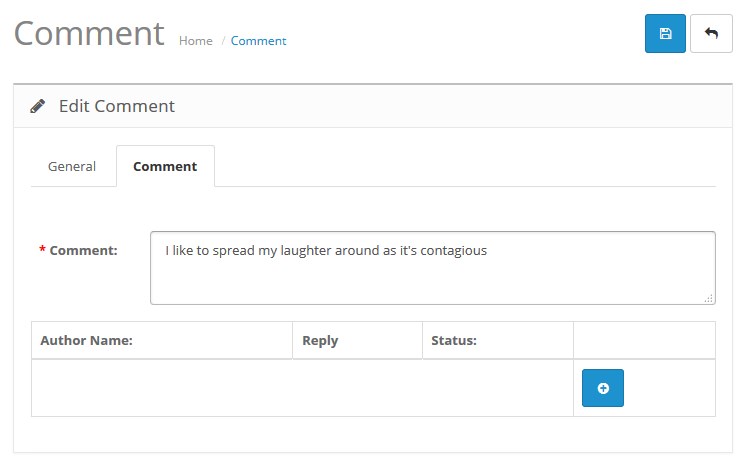 Comment Home / Comment
Edit Comment
General Comment
* Comment: I like to spread my laughter around as it's contagious
Author Name: Reply Status: